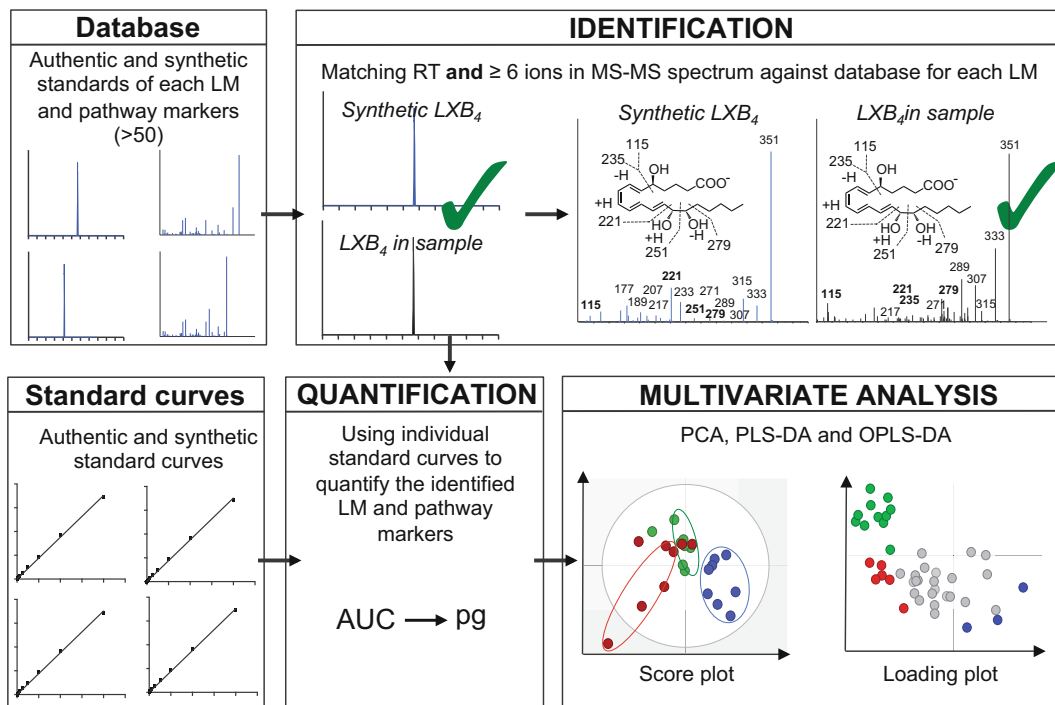 Database
Authentic and synthetic
standards of each LM
and pathway markers
(>50)
IDENTIFICATION
Matching RT and ≥ 6 ions in MS-MS spectrum against database for each LM
Synthetic LXB4
LXB4 in sample
Synthetic LXB4
115
235
-H
OH
COO-
+H
221
HO
OH
+H
-H
251
279
351
221
177
207
233
271
315
115
189
217
251
279
289
307
333
LXB4 in sample
115
235
-H
OH
COO-
+H
221
HO
OH
+H
-H
251
279
351
333
289
115
221
235
279
307
217
271
315
Standard curves
Authentic and synthetic
standard curves
QUANTIFICATION
Using individual
standard curves to
quantify the identified
LM and pathway
markers
AUC → pg
MULTIVARIATE ANALYSIS
PCA, PLS-DA and OPLS-DA
Score plot
Loading plot